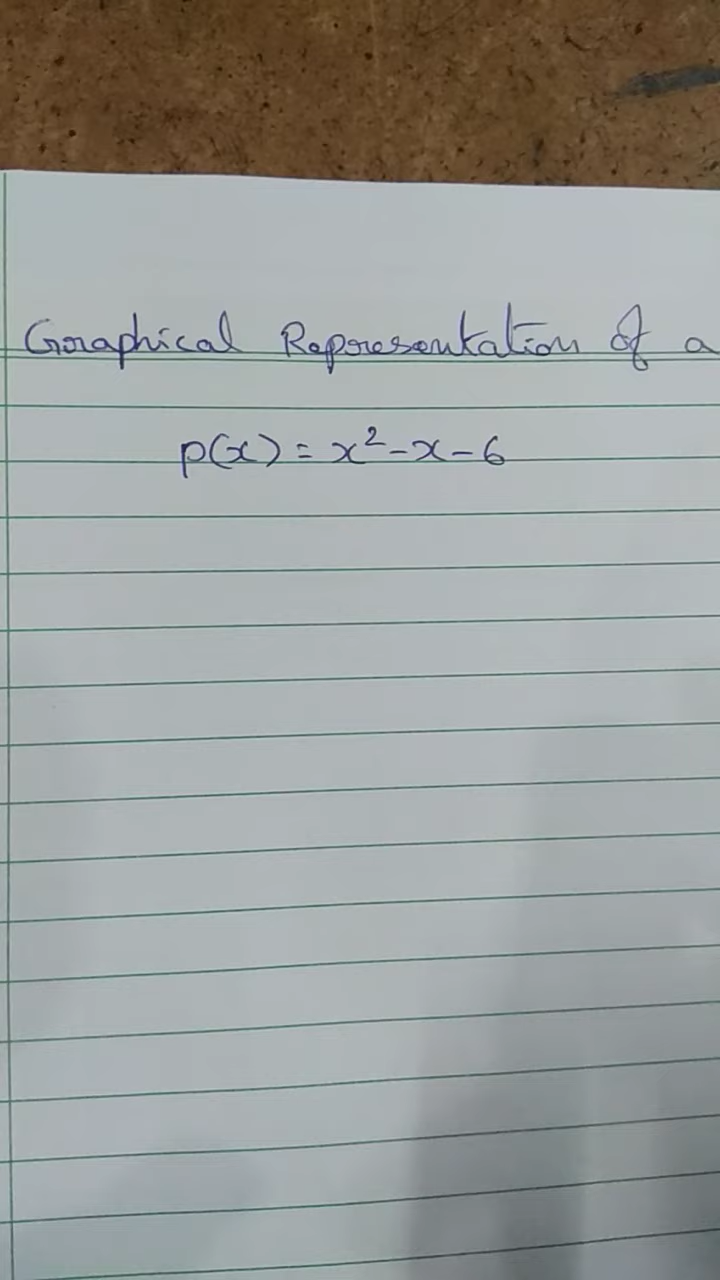 Graphical Representation of a
p(x) = x² - x - 6